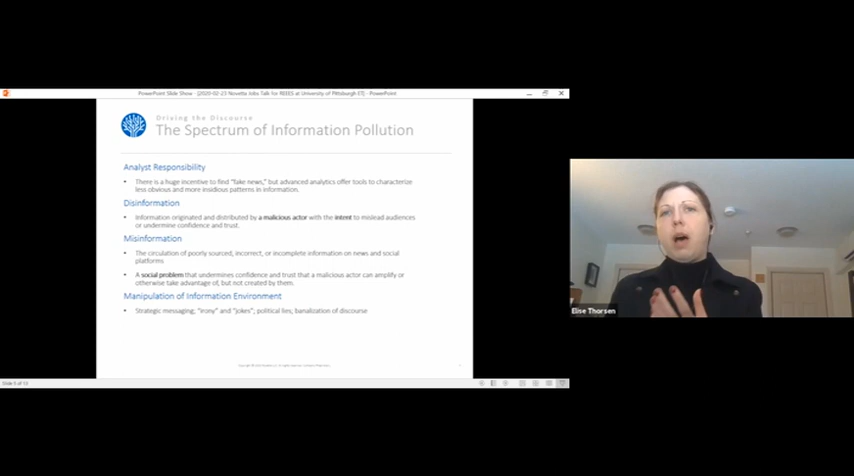 PowerPoint Slide Show - [2020-02-23 Novetta Jobs Talk for REEES at University of Pittsburgh ET] - PowerPoint
Driving the Discourse
The Spectrum of Information Pollution
Analyst Responsibility
• There is a huge incentive to find "fake news," but advanced analytics offer tools to characterize
less obvious and more insidious patterns in information.
Disinformation
• Information originated and distributed by a malicious actor with the intent to mislead audiences
or undermine confidence and trust.
Misinformation
• The circulation of poorly sourced, incorrect, or incomplete information on news and social
platforms
• A social problem that undermines confidence and trust that a malicious actor can amplify or
otherwise take advantage of, but not created by them.
Manipulation of Information Environment
• Strategic messaging; "irony" and "jokes"; political lies; banalization of discourse
Slide 5 of 13
Elise Thorsen